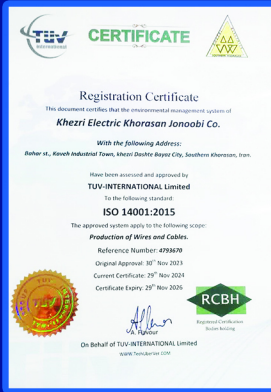 TÜV
International
CERTIFICATE
Registration Certificate
This document certifies that the environmental management system of
Khezri Electric Khorasan Jonoobi Co.
With the following Address:
Bahar st., Kaveh Industrial Town, khezri Dashte Bayaz City, Southern Khorasan, Iran.
Have been assessed and approved by
TUV-INTERNATIONAL Limited
To the following standard:
ISO 14001:2015
The approved system apply to the following scope:
Production of Wires and Cables.
Reference Number: 4793670
Original Approval: 30th Nov 2023
Current Certificate: 29th Nov 2024
Certificate Expiry: 29th Nov 2026
RCBH
Registered Certification
Bodies holding
A. Flavour
On Behalf of TUV-INTERNATIONAL Limited